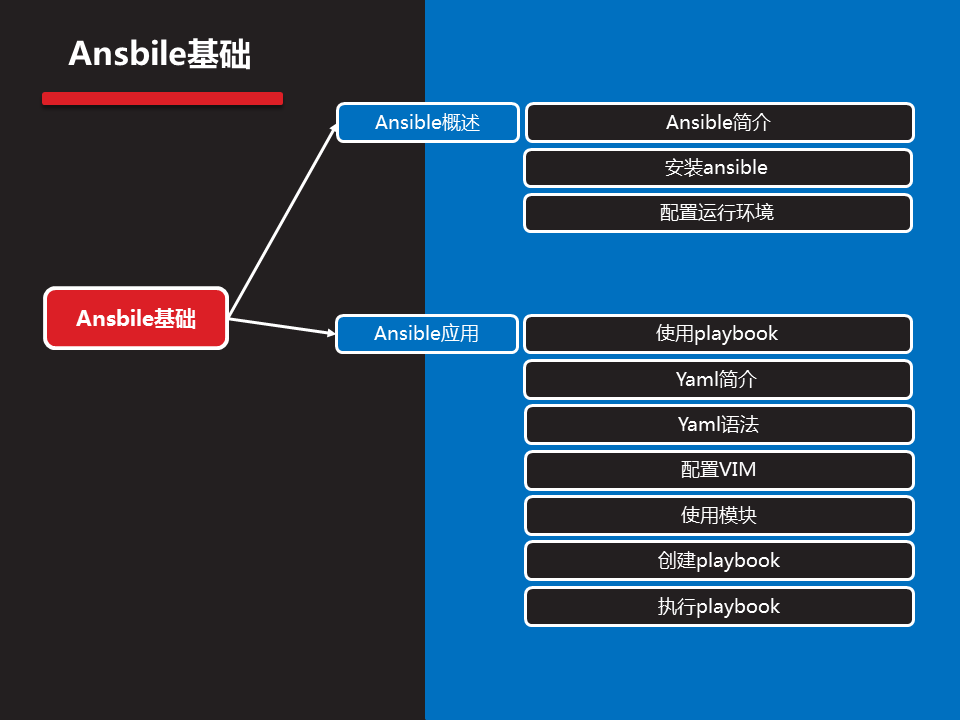 Ansbile基础
Ansible概述
Ansible简介
安装ansible
配置运行环境
Ansbile基础
Ansible应用
使用playbook
Yaml简介
Yaml语法
配置VIM
使用模块
创建playbook
执行playbook